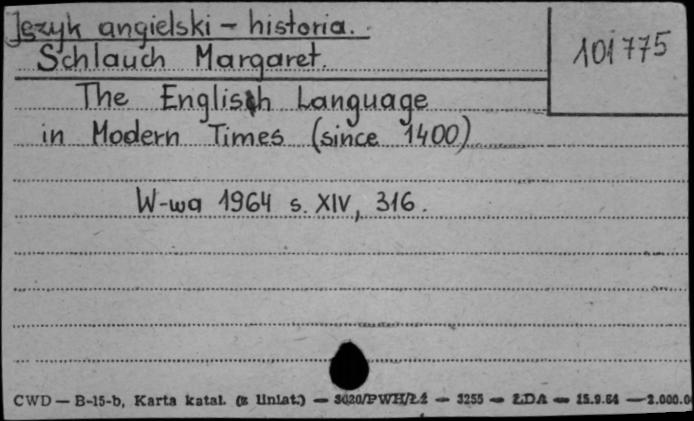 Język angielski - historia.
101775
Schlauch Margaret.
The English Language
in Modern Times (since 1400)
W-wa 1964 s. XIV, 316.
CWD — B-15-b, Karta katal. (z liniat.) — 3020/PWH/Łź — 3255 — ŁDA — 15.9.64 — 2.000.0